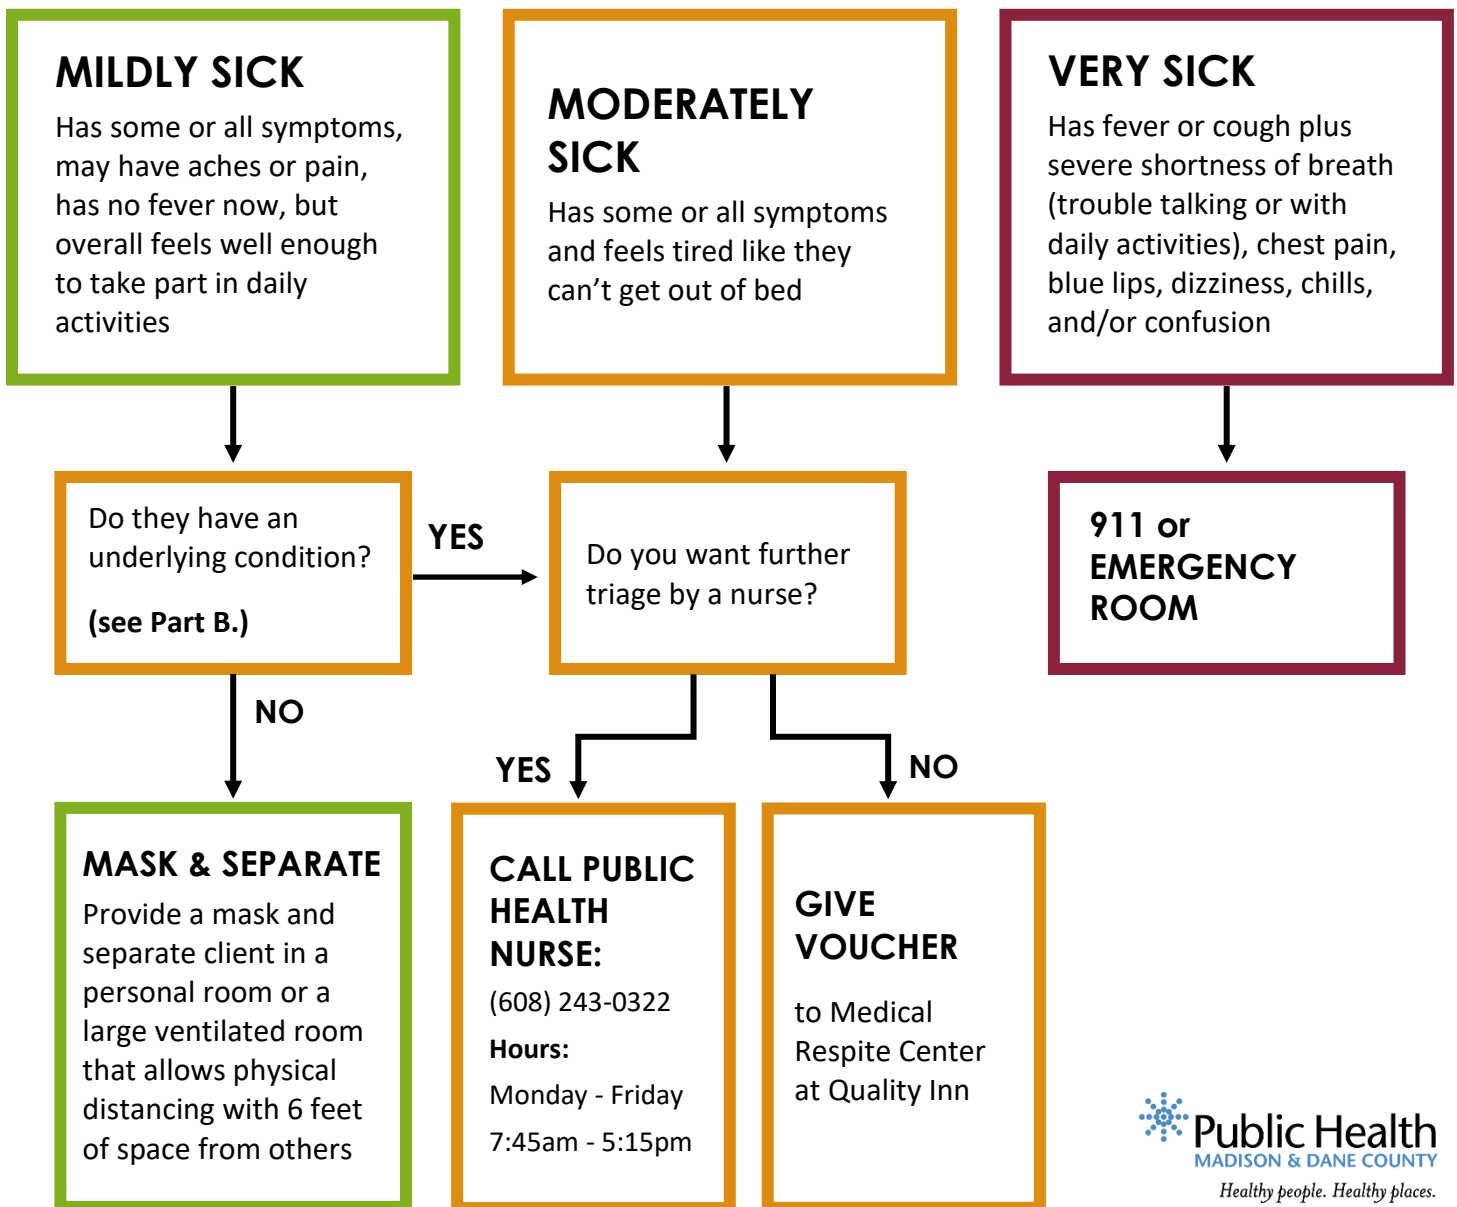 MILDLY SICK
Has some or all symptoms,
may have aches or pain,
has no fever now, but
overall feels well enough
to take part in daily
activities
MODERATELY
SICK
Has some or all symptoms
and feels tired like they
can’t get out of bed
VERY SICK
Has fever or cough plus
severe shortness of breath
(trouble talking or with
daily activities), chest pain,
blue lips, dizziness, chills,
and/or confusion
Do they have an
underlying condition?
(see Part B.)
YES
Do you want further
triage by a nurse?
911 or
EMERGENCY
ROOM
NO
YES
NO
MASK & SEPARATE
Provide a mask and
separate client in a
personal room or a
large ventilated room
that allows physical
distancing with 6 feet
of space from others
CALL PUBLIC
HEALTH
NURSE:
(608) 243-0322
Hours:
Monday - Friday
7:45am - 5:15pm
GIVE
VOUCHER
to Medical
Respite Center
at Quality Inn
Public Health
MADISON & DANE COUNTY
Healthy people. Healthy places.